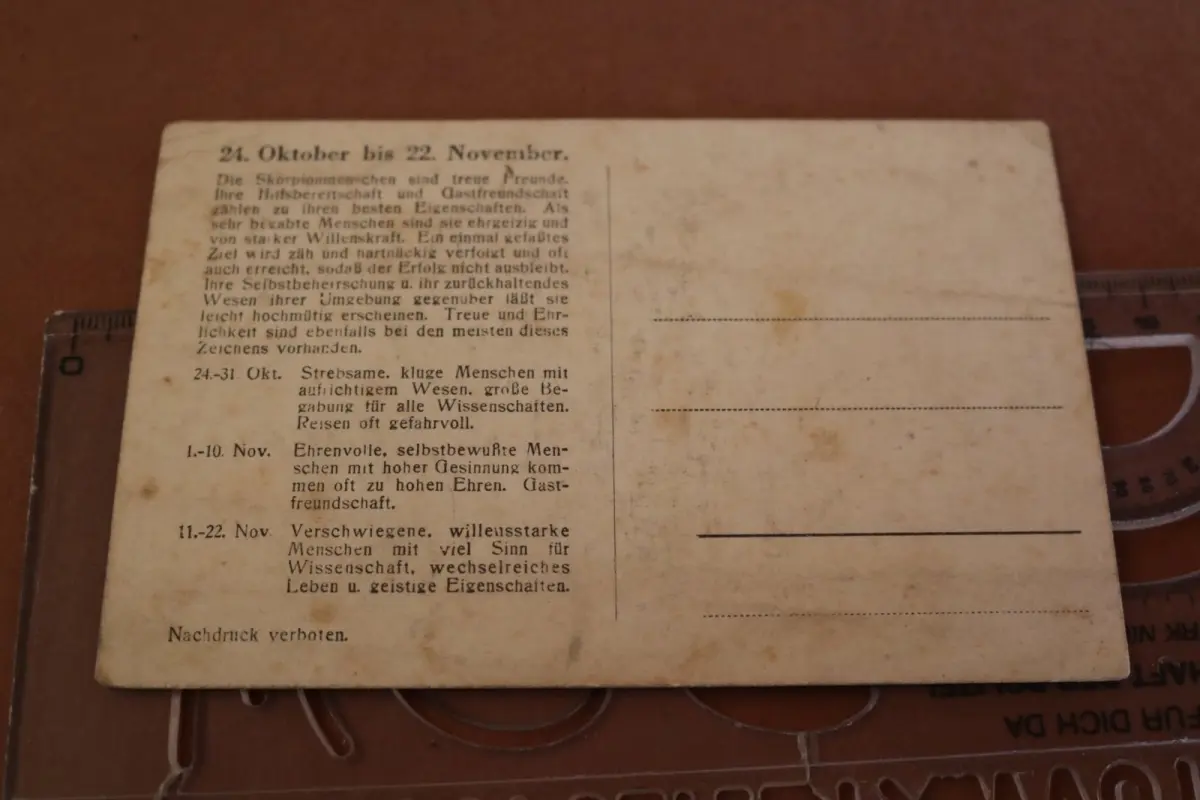 24. Oktober bis 22. November.
Die Skorpionmenschen sind treue Freunde.
Ihre Hilfsbereitschaft und Gastfreundschaft
zählen zu ihren besten Eigenschaften. Als
sehr begabte Menschen sind sie ehrgeizig und
von starker Willenskraft. Ein einmal gefaßtes
Ziel wird zäh und hartnäckig verfolgt und oft
auch erreicht, sodaß der Erfolg nicht ausbleibt.
Ihre Selbstbeherrschung u. ihr zurückhaltendes
Wesen ihrer Umgebung gegenüber läßt sie
leicht hochmütig erscheinen. Treue und Ehr-
lichkeit sind ebenfalls bei den meisten dieses
Zeichens vorhanden.
24.-31. Okt. Strebsame, kluge Menschen mit
aufrichtigem Wesen, große Be-
gabung für alle Wissenschaften.
Reisen oft gefahrvoll.
1.-10. Nov. Ehrenvolle, selbstbewußte Men-
schen mit hoher Gesinnung kom-
men oft zu hohen Ehren. Gast-
freundschaft.
11.-22. Nov. Verschwiegene, willensstarke
Menschen mit viel Sinn für
Wissenschaft, wechselreiches
Leben u. geistige Eigenschaften.
Nachdruck verboten.
0
FÜR DICH DA